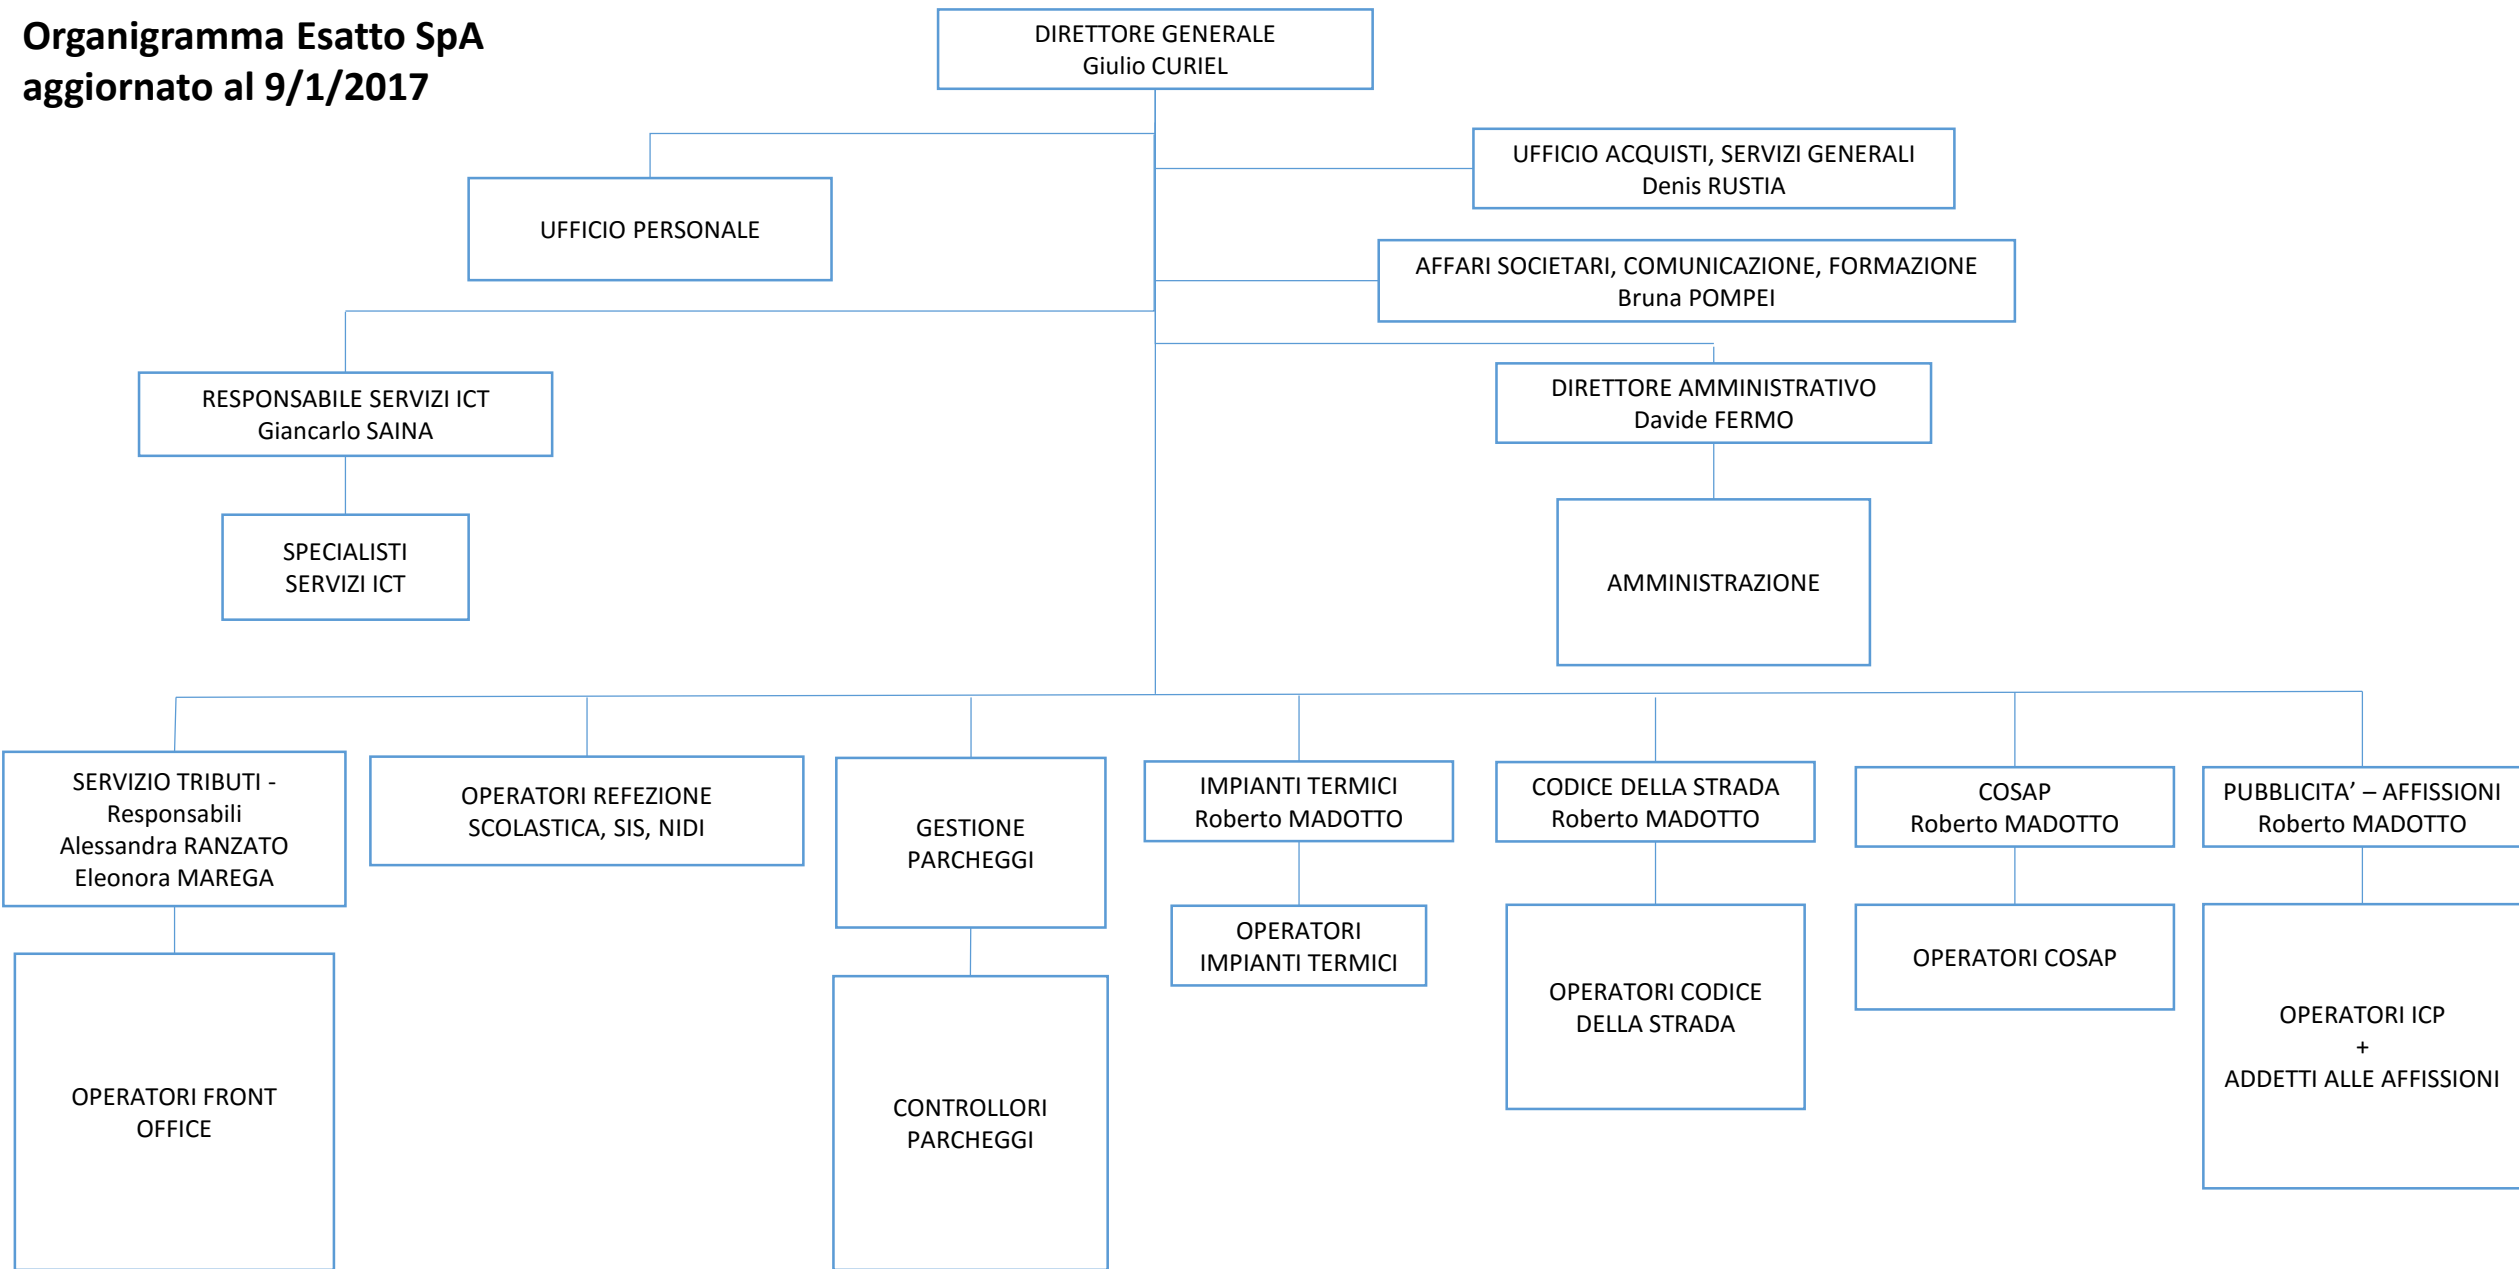 Organigramma Esatto SpA
aggiornato al 9/1/2017
DIRETTORE GENERALE
Giulio CURIEL
UFFICIO ACQUISTI, SERVIZI GENERALI
Denis RUSTIA
UFFICIO PERSONALE
AFFARI SOCIETARI, COMUNICAZIONE, FORMAZIONE
Bruna POMPEI
RESPONSABILE SERVIZI ICT
Giancarlo SAINA
DIRETTORE AMMINISTRATIVO
Davide FERMO
SPECIALISTI
SERVIZI ICT
AMMINISTRAZIONE
SERVIZIO TRIBUTI -
Responsabili
Alessandra RANZATO
Eleonora MAREGA
OPERATORI REFEZIONE
SCOLASTICA, SIS, NIDI
GESTIONE
PARCHEGGI
IMPIANTI TERMICI
Roberto MADOTTO
CODICE DELLA STRADA
Roberto MADOTTO
COSAP
Roberto MADOTTO
PUBBLICITA’ – AFFISSIONI
Roberto MADOTTO
OPERATORI FRONT
OFFICE
CONTROLLORI
PARCHEGGI
OPERATORI
IMPIANTI TERMICI
OPERATORI CODICE
DELLA STRADA
OPERATORI COSAP
OPERATORI ICP
+
ADDETTI ALLE AFFISSIONI